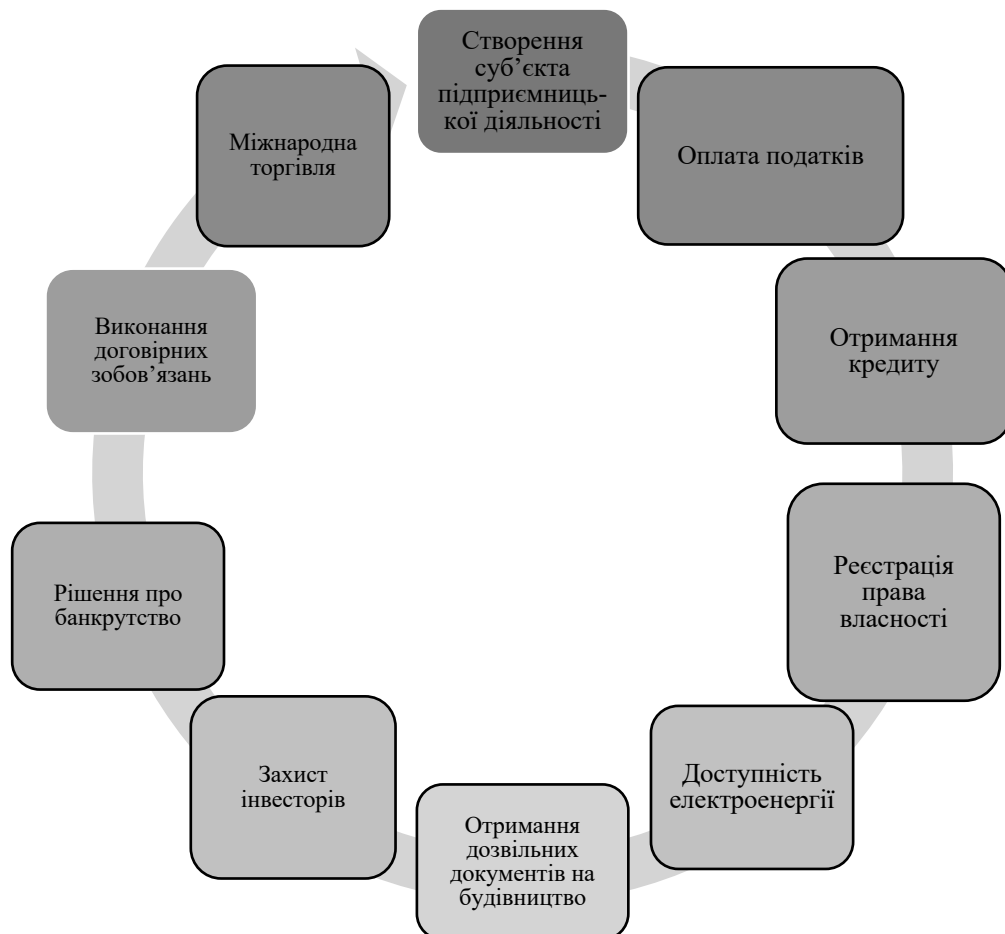 Створення
суб’єкта
підприємниць-
кої діяльності
Оплата податків
Отримання
кредиту
Реєстрація
права
власності
Доступність
електроенергії
Отримання
дозвільних
документів на
будівництво
Захист
інвесторів
Рішення про
банкрутство
Виконання
договірних
зобов’язань
Міжнародна
торгівля